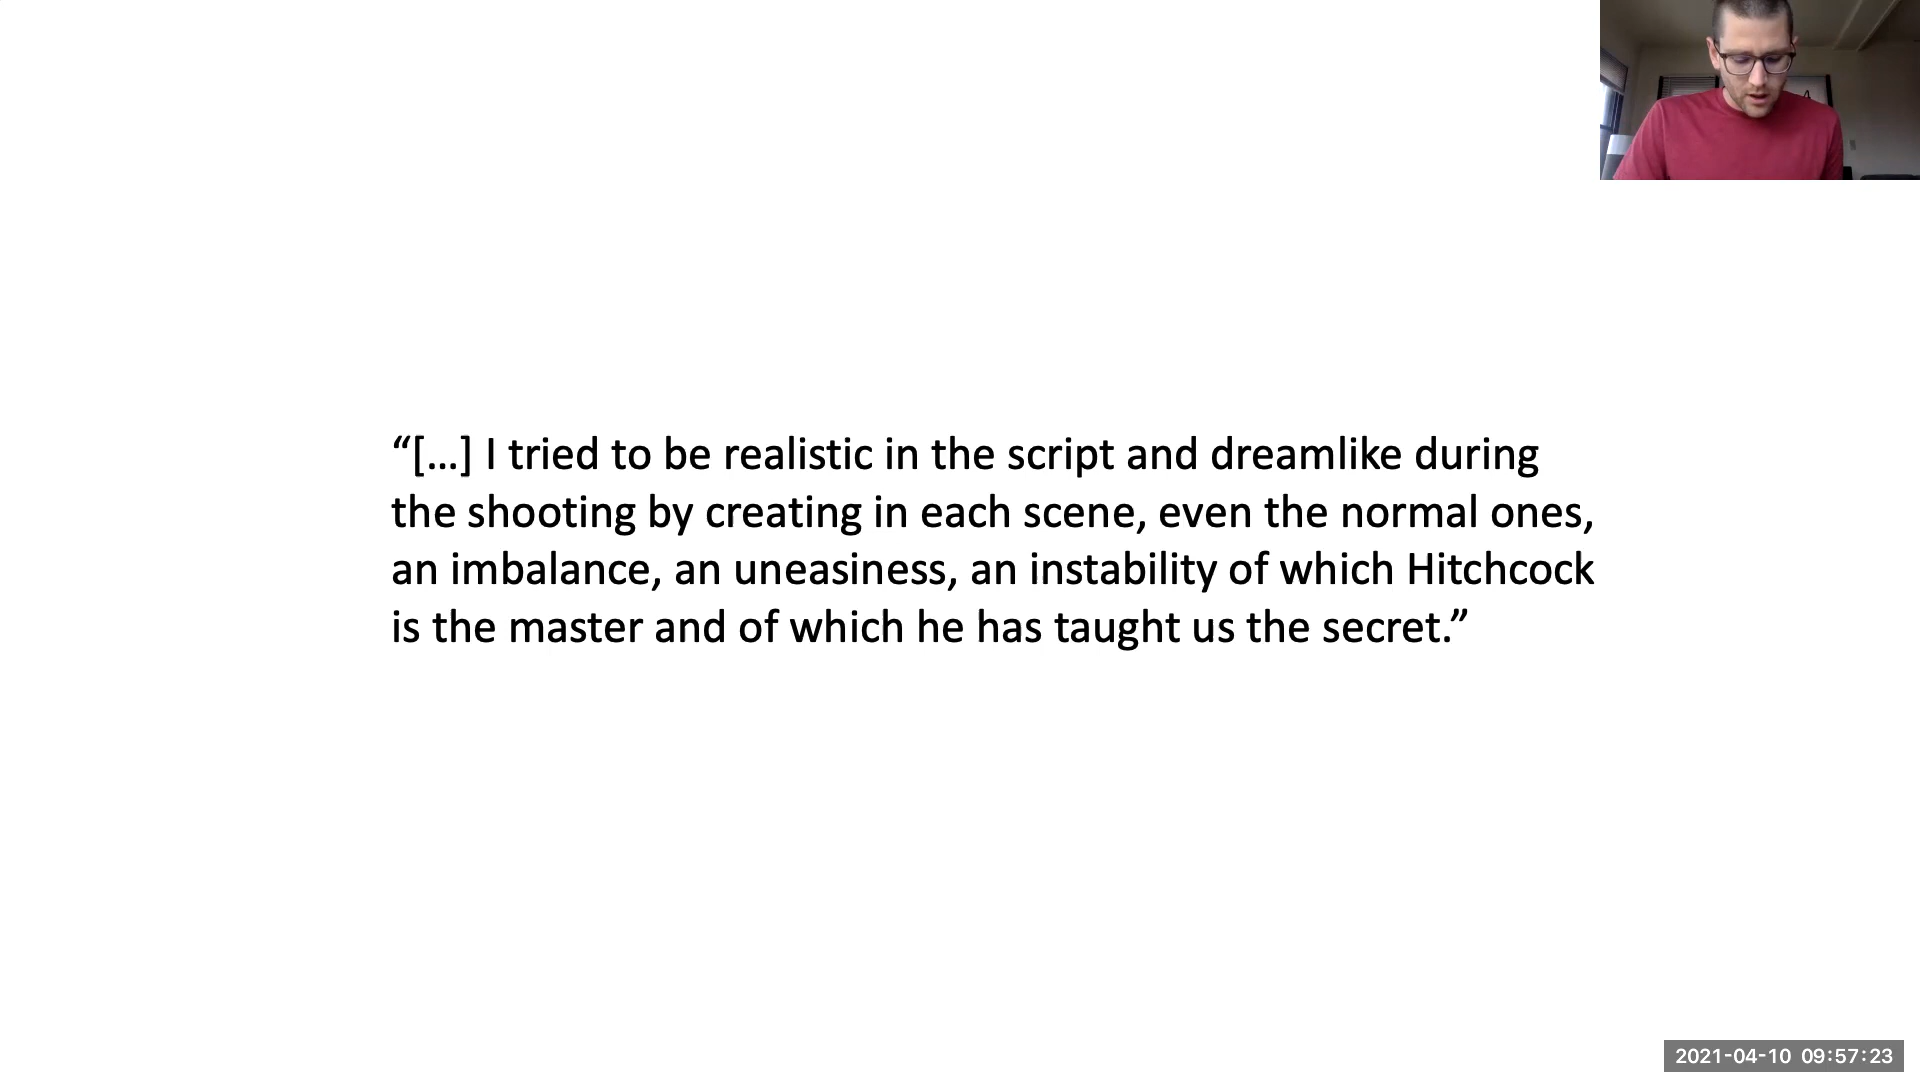 “[…] I tried to be realistic in the script and dreamlike during
the shooting by creating in each scene, even the normal ones,
an imbalance, an uneasiness, an instability of which Hitchcock
is the master and of which he has taught us the secret.”
2021-04-10 09:57:23